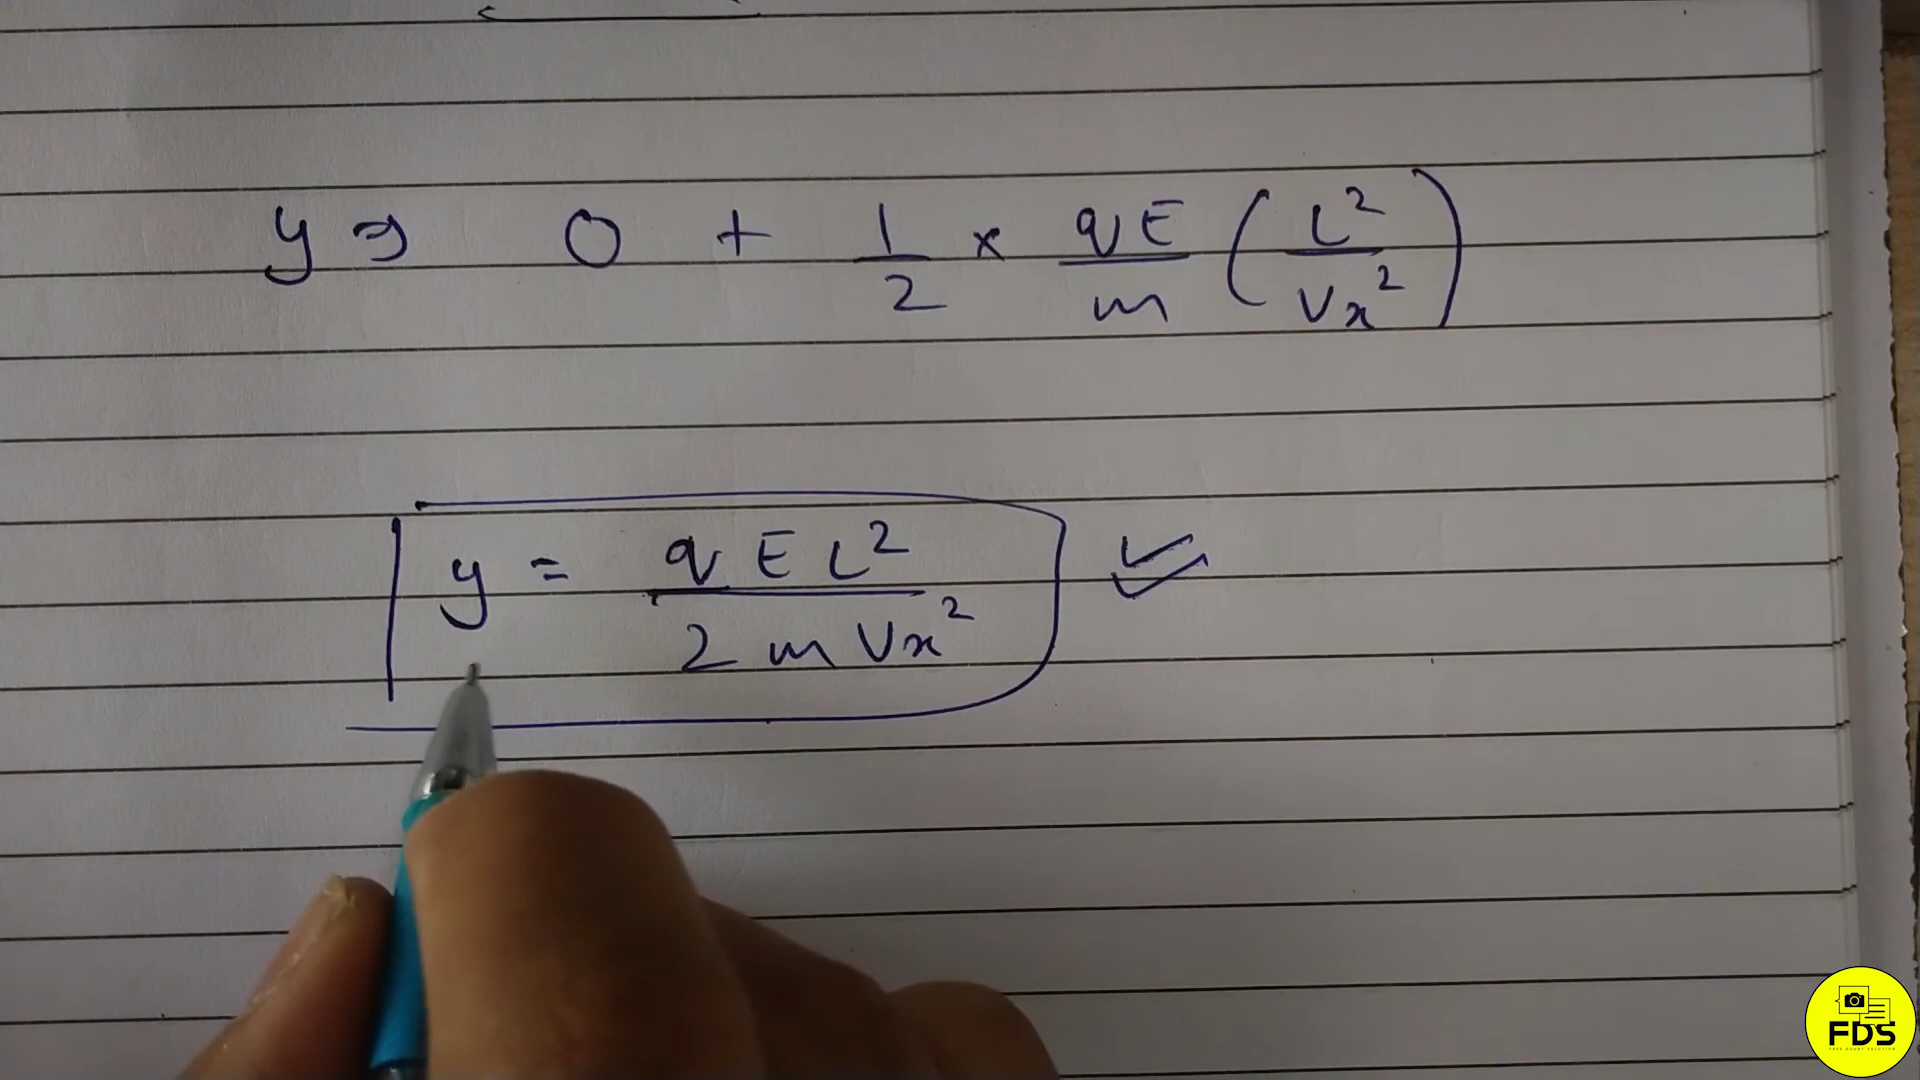 y ⇒ 0 + 1/2 × qE/m (L²/Vx²)
y = qEL²/2mVx²
FDS